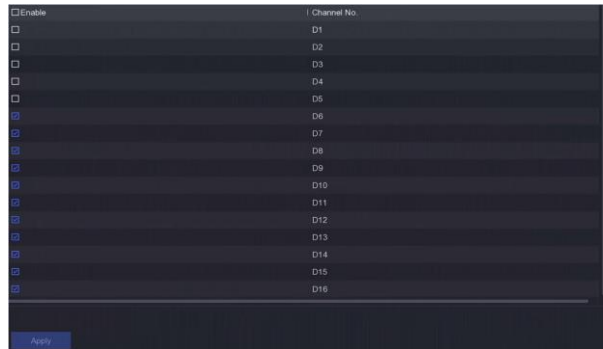 Enable Channel No.
D1
D2
D3
D4
D5
D6
D7
D8
D9
D10
D11
D12
D13
D14
D15
D16
Apply